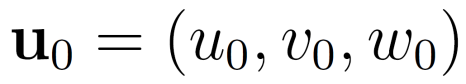 𝐮₀ = (u₀, v₀, w₀)